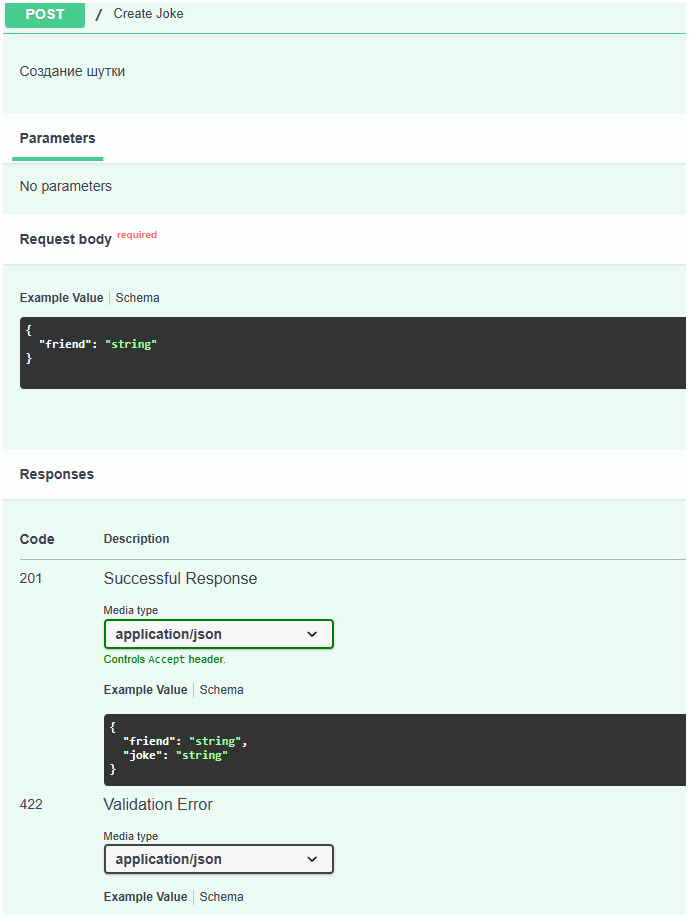 POST / Create Joke
Создание шутки
Parameters
No parameters
Request body required
Example Value Schema
{
"friend": "string"
}
Responses
Code Description
201 Successful Response
Media type
application/json
Controls Accept header.
Example Value Schema
{
"friend": "string",
"joke": "string"
}
422 Validation Error
Media type
application/json
Example Value Schema